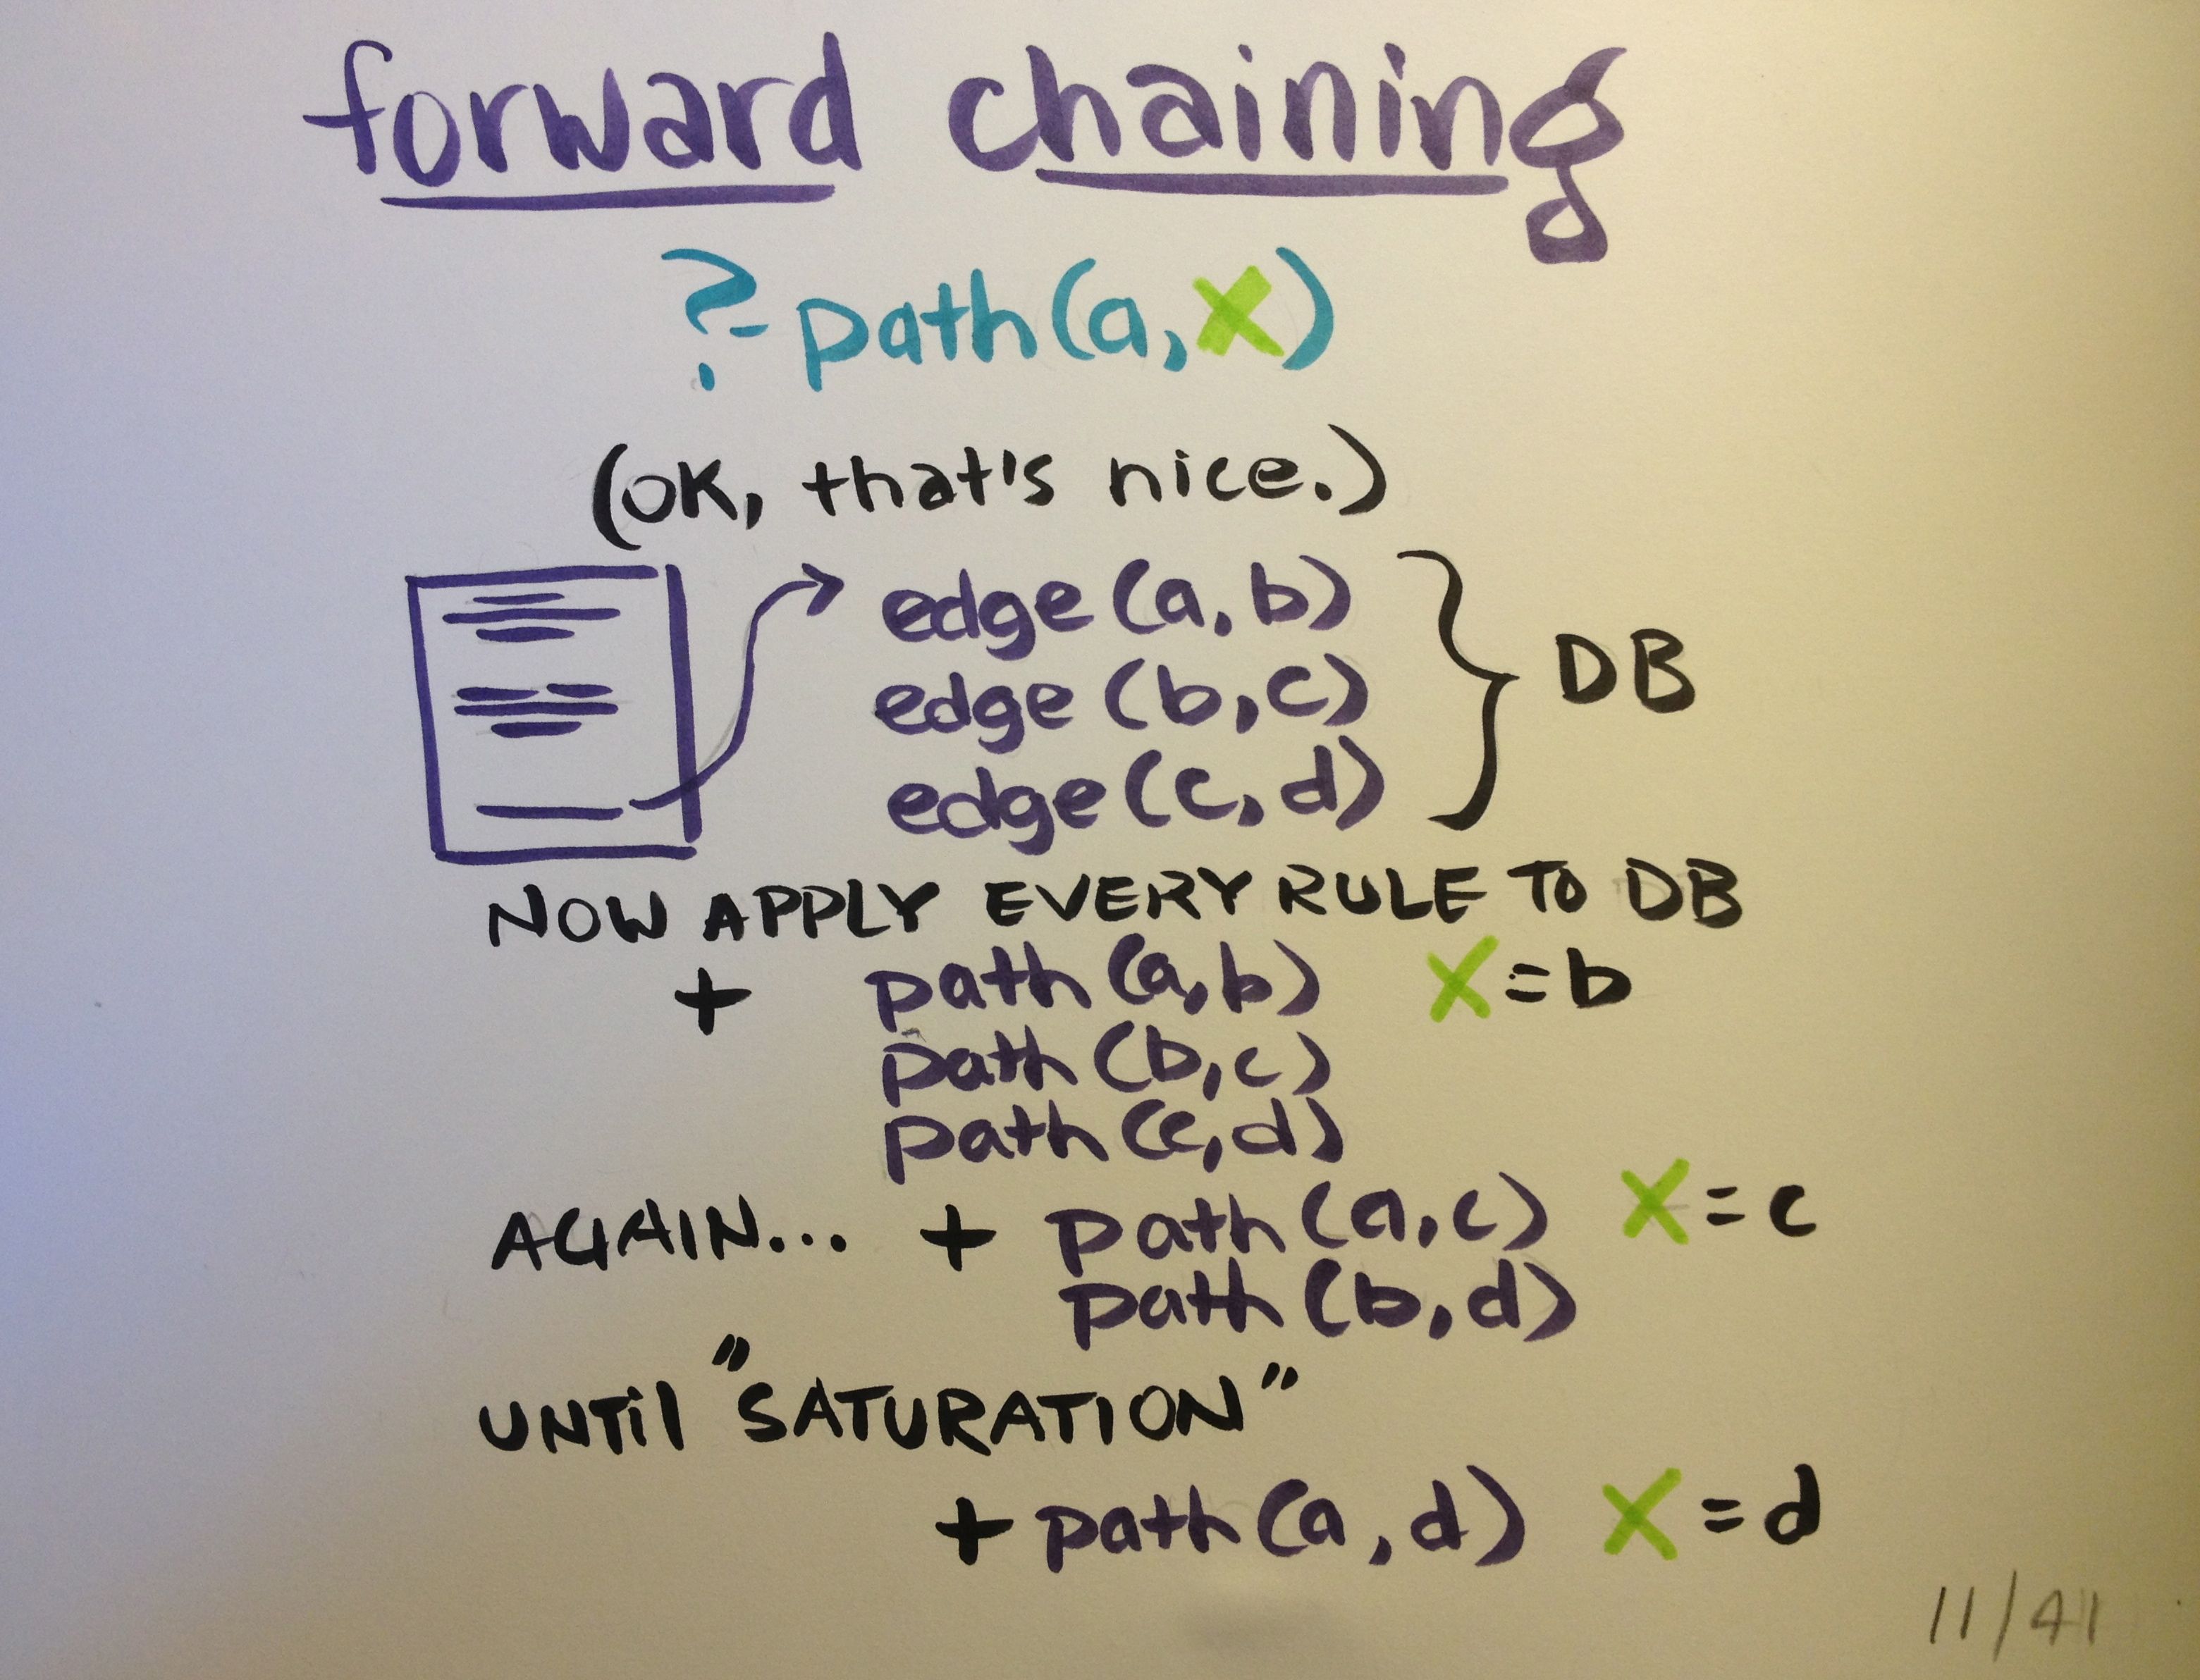 forward chaining
?- path(a,X)
(OK, that's nice.)
edge(a,b)
edge(b,c)
edge(c,d)
DB
NOW APPLY EVERY RULE TO DB
+ path(a,b) X=b
path(b,c)
path(c,d)
AGAIN... + path(a,c) X=c
path(b,d)
UNTil "SATURATION"
+ path(a,d) X=d
11/41